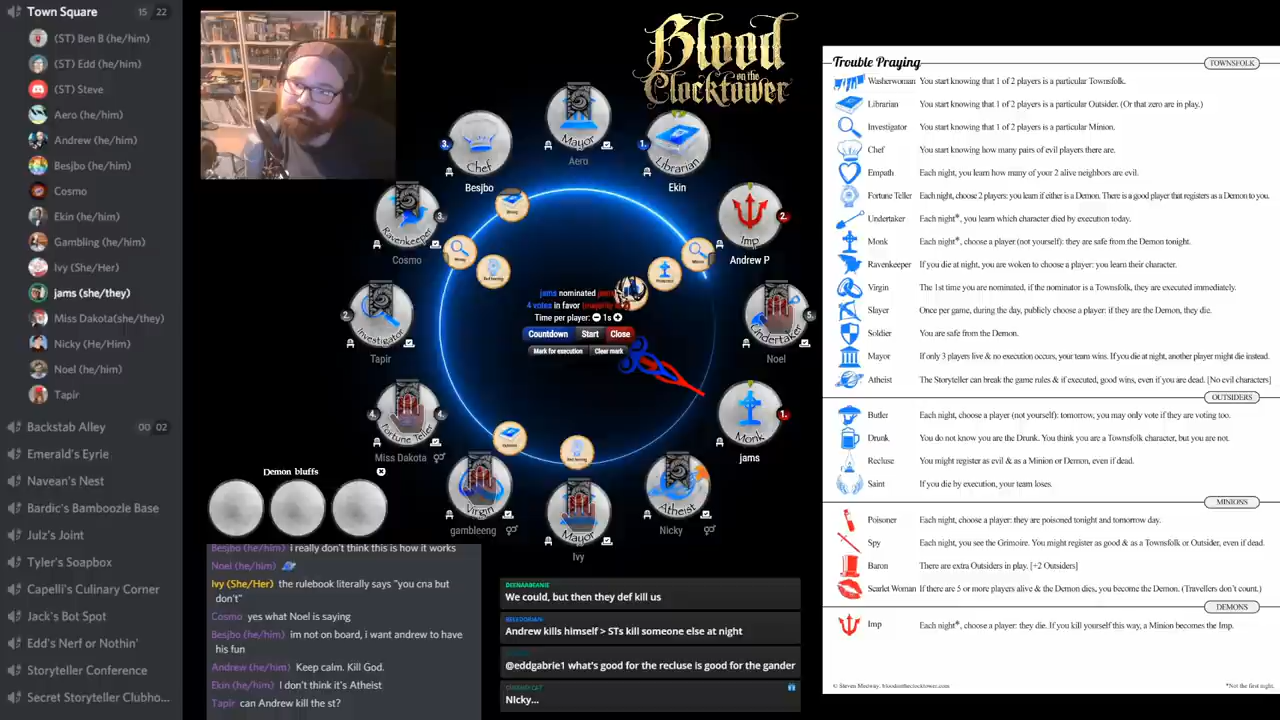 Town Square 15 22
(ST) Ben B (he/him)
(ST) Edd (he/him)
(ST) Steve
Aero (he/him)
Andrew (he/him)
Besjbo (he/him)
Cosmo
Ekin (he/him)
Gambling (he/him)
Ivy (She/Her)
jams (she/they)
Miss Dakota(she/they)
Nicky (He/Him)
Noel (he/him)
Tapir
Backstab Alley 00 02
Emerald Eyrie
Navean's Nest
Bardic's Bamboozle Base
Julz's Joint
Tyler's Soapbox
Capelli's Culinary Corner
Jack's Box
Ed's Here For Nothin'
Storyteller Conference
Secret Storyteller Clubho...
Blood
on the
Clocktower
Mayor
Aero
3.
Chef
Besjbo
1.
Librarian
Ekin
Ravenkeeper
3.
Cosmo
Imp
2.
Andrew P
2.
Investigator
Tapir
5.
Noel
4.
Fortune Teller
4.
Miss Dakota
Monk
1.
jams
Virgin
gambleeng
Mayor
Ivy
Atheist
Nicky
jams nominated jams
4 votes in favor
Time per player: 1s
Countdown Start Close
Mark for execution Clear mark
Demon bluffs
Besjbo (he/him) I really don't think this is how it works
Noel (he/him)
Ivy (She/Her) the rulebook literally says "you cna but
don't"
Cosmo yes what Noel is saying
Besjbo (he/him) im not on board, i want andrew to have
his fun
Andrew (he/him) Keep calm. Kill God.
Ekin (he/him) I don't think it's Atheist
Tapir can Andrew kill the st?
We could, but then they def kill us
Andrew kills himself > STs kill someone else at night
@eddgabrie1 what's good for the recluse is good for the gander
NIcky...
Trouble Praying
TOWNSFOLK
Washerwoman You start knowing that 1 of 2 players is a particular Townsfolk.
Librarian You start knowing that 1 of 2 players is a particular Outsider. (Or that zero are in play.)
Investigator You start knowing that 1 of 2 players is a particular Minion.
Chef You start knowing how many pairs of evil players there are.
Empath Each night, you learn how many of your 2 alive neighbors are evil.
Fortune Teller Each night, choose 2 players: you learn if either is a Demon. There is a good player that registers as a Demon to you.
Undertaker Each night*, you learn which character died by execution today.
Monk Each night*, choose a player (not yourself): they are safe from the Demon tonight.
Ravenkeeper If you die at night, you are woken to choose a player: you learn their character.
Virgin The 1st time you are nominated, if the nominator is a Townsfolk, they are executed immediately.
Slayer Once per game, during the day, publicly choose a player: if they are the Demon, they die.
Soldier You are safe from the Demon.
Mayor If only 3 players live & no execution occurs, your team wins. If you die at night, another player might die instead.
Atheist The Storyteller can break the game rules & if executed, good wins, even if you are dead. [No evil characters]
OUTSIDERS
Butler Each night, choose a player (not yourself): tomorrow, you may only vote if they are voting too.
Drunk You do not know you are the Drunk. You think you are a Townsfolk character, but you are not.
Recluse You might register as evil & as a Minion or Demon, even if dead.
Saint If you die by execution, your team loses.
MINIONS
Poisoner Each night, choose a player: they are poisoned tonight and tomorrow day.
Spy Each night, you see the Grimoire. You might register as good & as a Townsfolk or Outsider, even if dead.
Baron There are extra Outsiders in play. [+2 Outsiders]
Scarlet Woman If there are 5 or more players alive & the Demon dies, you become the Demon. (Travellers don't count.)
DEMONS
Imp Each night*, choose a player: they die. If you kill yourself this way, a Minion becomes the Imp.
© Steven Medway, bloodontheclocktower.com *Not the first night.